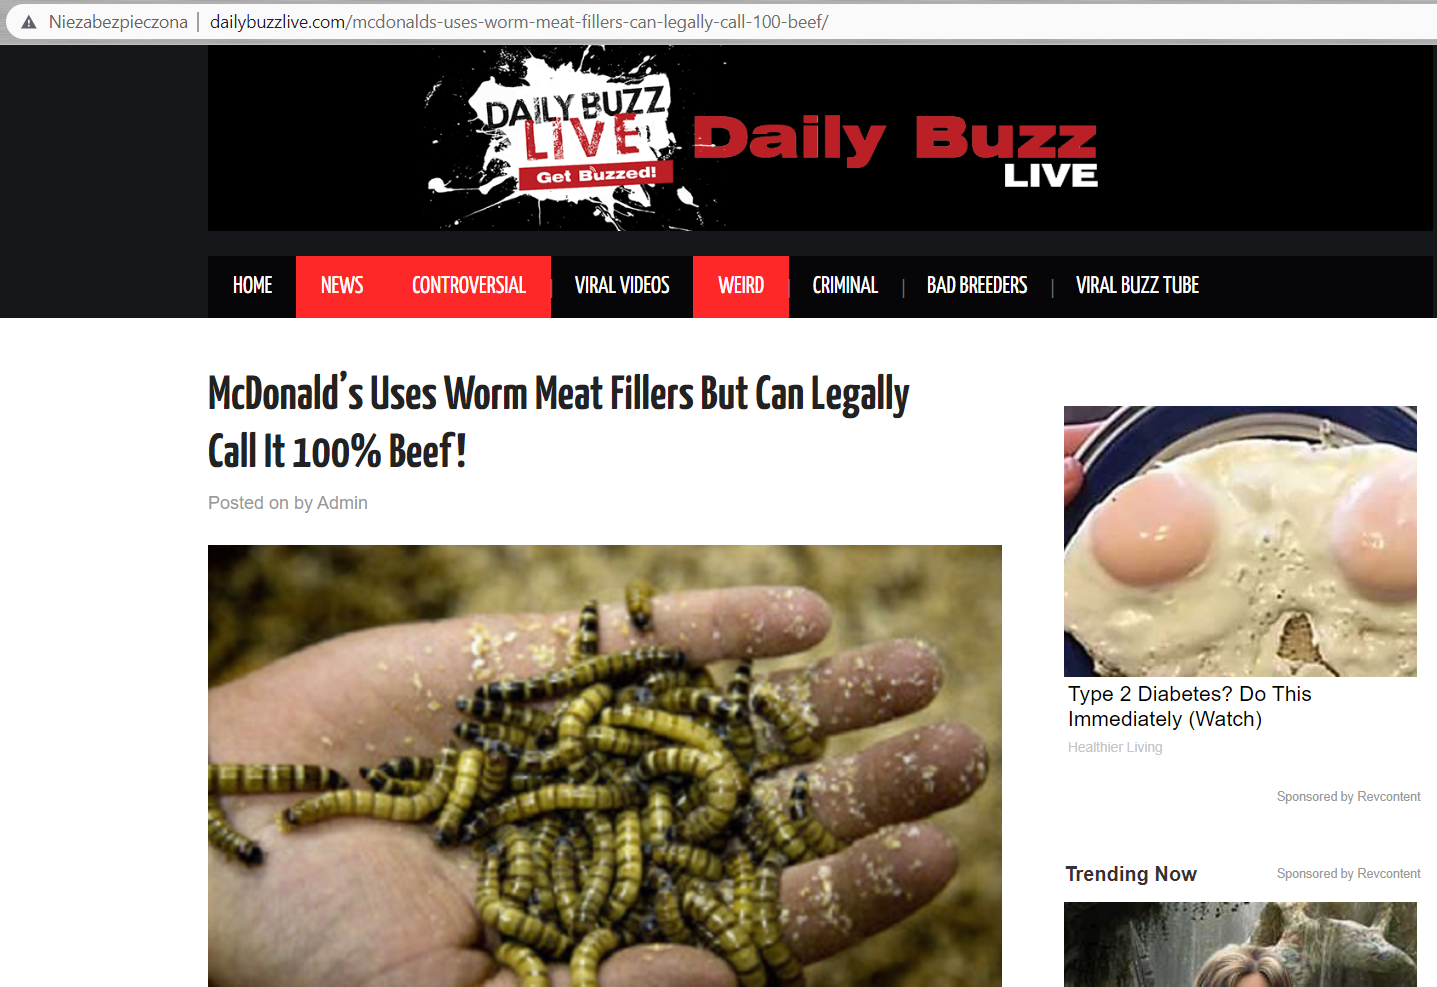 Niezabezpieczona | dailybuzzlive.com/mcdonalds-uses-worm-meat-fillers-can-legally-call-100-beef/
DAILY BUZZ
LIVE
Get Buzzed!
Daily Buzz
LIVE
HOME NEWS CONTROVERSIAL | VIRAL VIDEOS WEIRD | CRIMINAL | BAD BREEDERS | VIRAL BUZZ TUBE
McDonald’s Uses Worm Meat Fillers But Can Legally
Call It 100% Beef!
Posted on by Admin
Type 2 Diabetes? Do This
Immediately (Watch)
Healthier Living
Sponsored by Revcontent
Trending Now
Sponsored by Revcontent